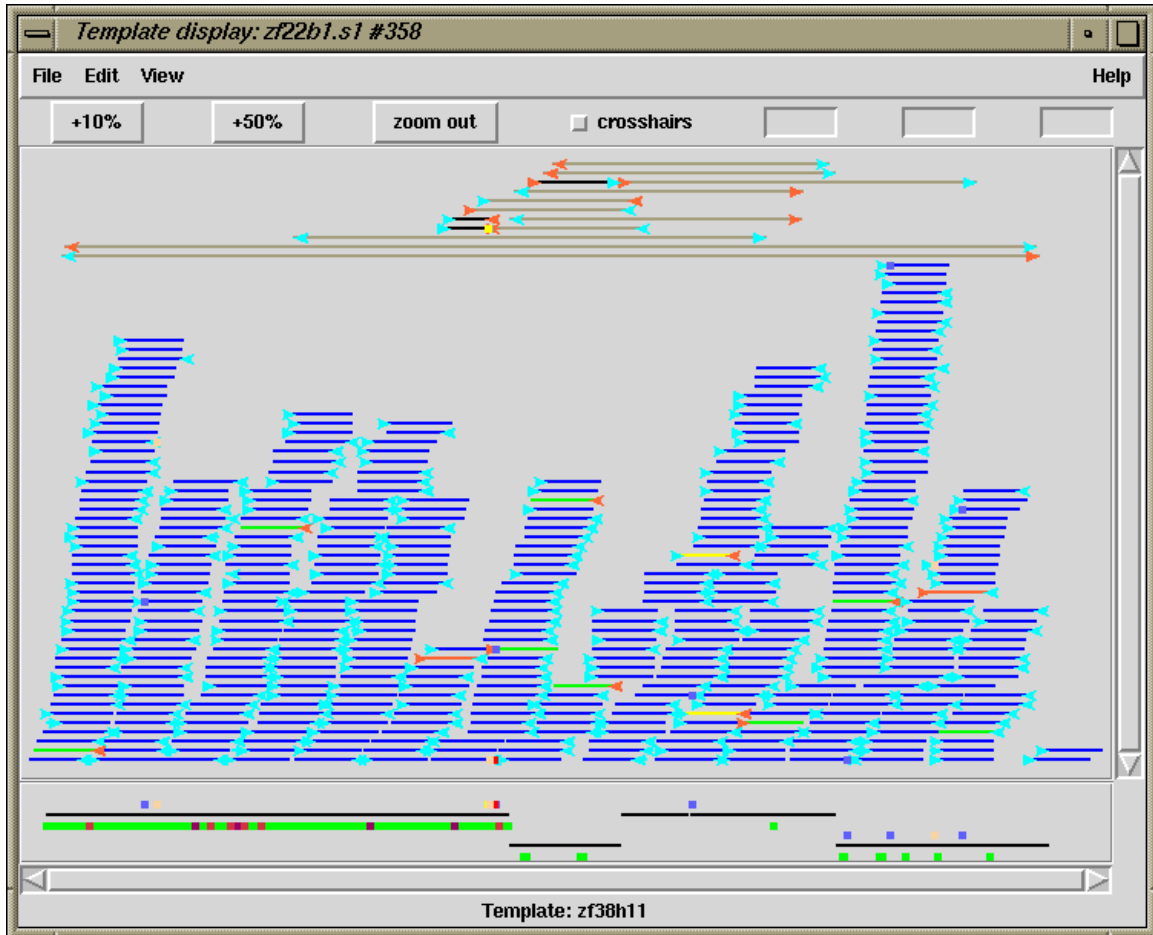 Template display: zf22b1.s1 #358
File Edit View Help
+10% +50% zoom out crosshairs
Template: zf38h11